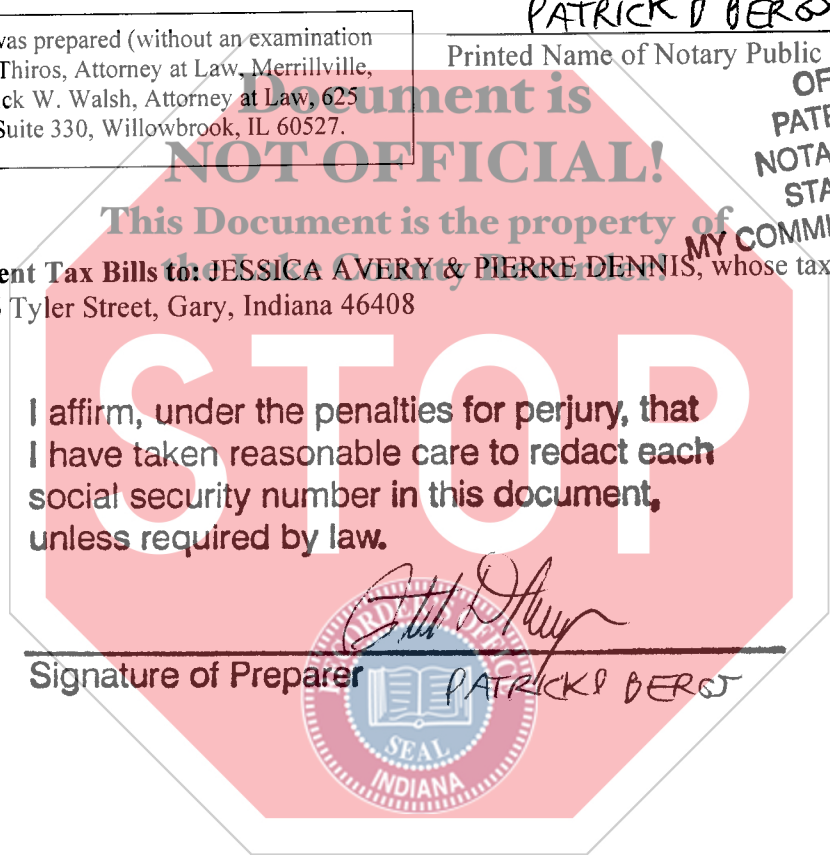 PATRICK D BERGS
was prepared (without an examination
Thiros, Attorney at Law, Merrillville,
ck W. Walsh, Attorney at Law, 625
Suite 330, Willowbrook, IL 60527.
Printed Name of Notary Public
OF
PATR
NOTA
STA
MY COMMI
Document is
NOT OFFICIAL!
This Document is the property of
the Lake County Recorder!
ent Tax Bills to: JESSICA AVERY & PIERRE DENNIS, whose tax
Tyler Street, Gary, Indiana 46408
STOP
I affirm, under the penalties for perjury, that
I have taken reasonable care to redact each
social security number in this document,
unless required by law.
Signature of Preparer
PATRICK D BERGS
RECORDER'S OFFICE
SEAL
INDIANA